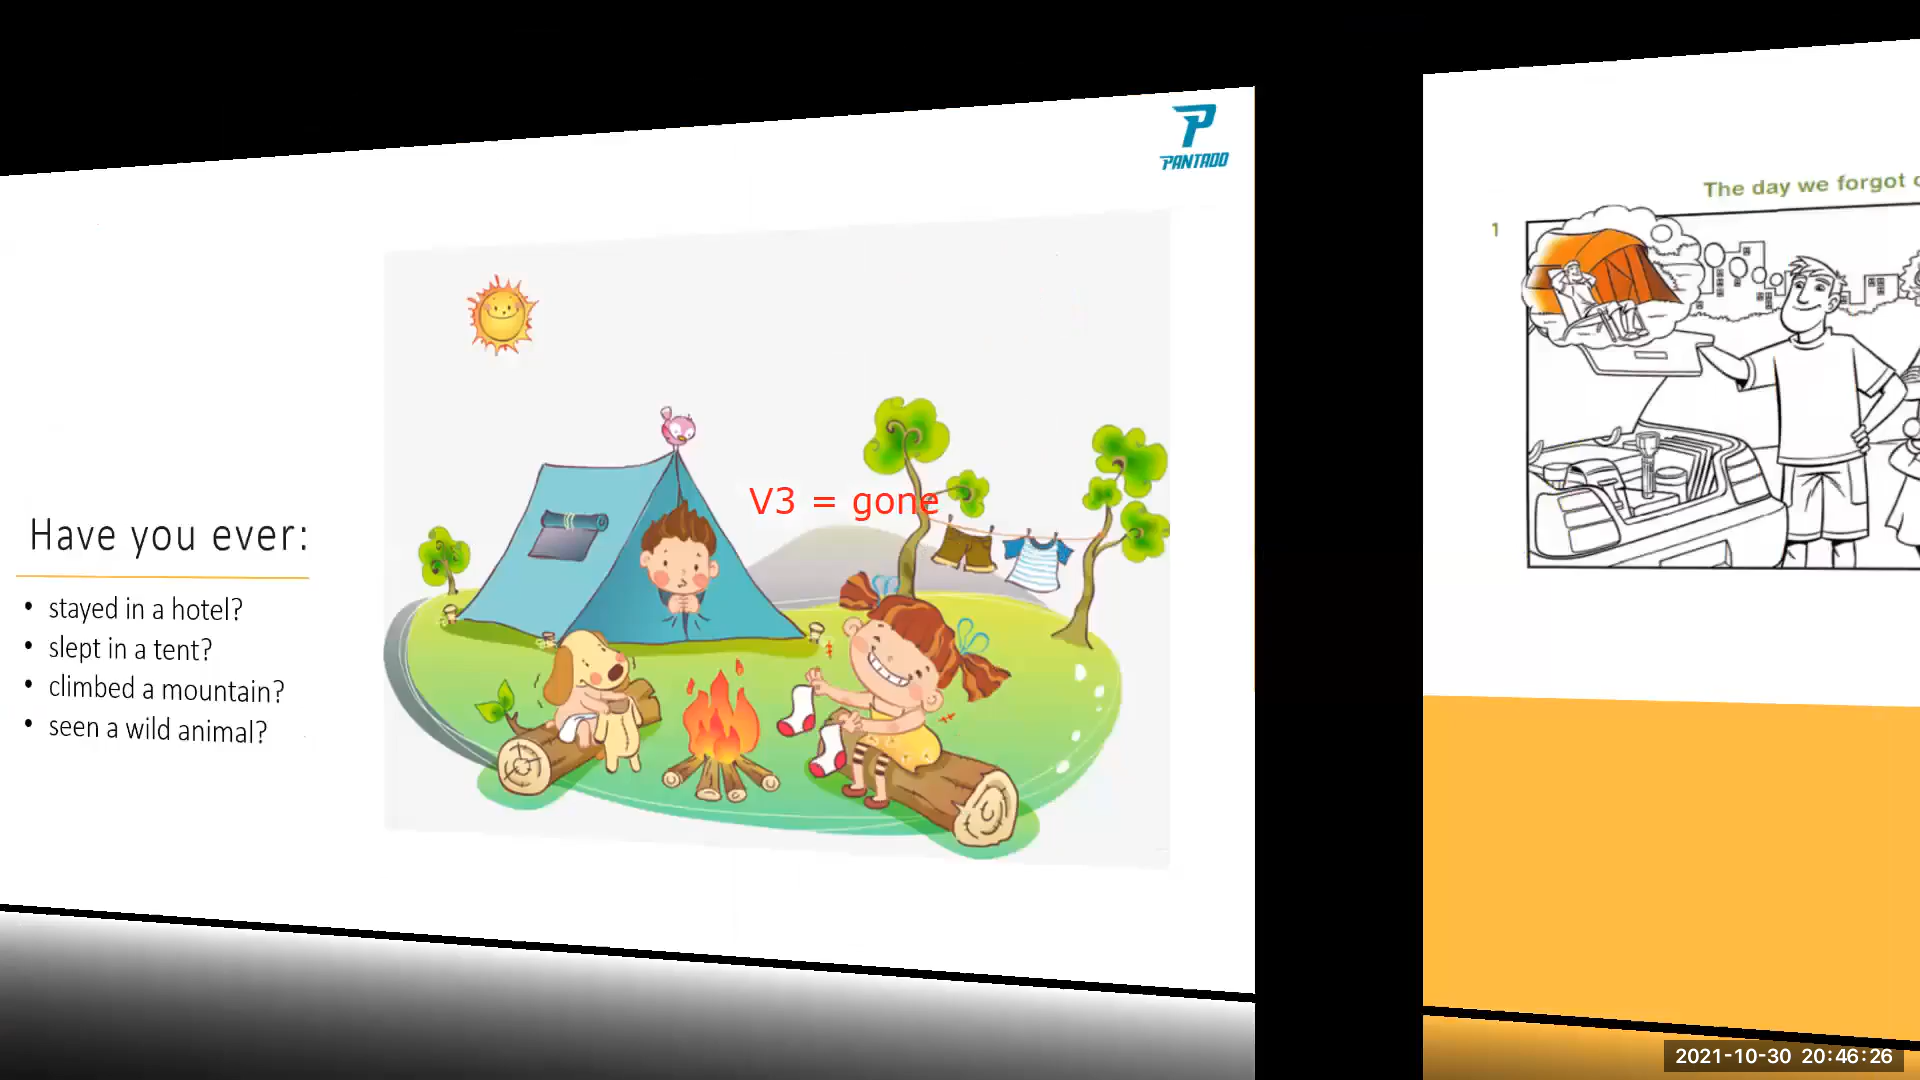 PANTADO
V3 = gone
Have you ever:
• stayed in a hotel?
• slept in a tent?
• climbed a mountain?
• seen a wild animal?
The day we forgot
1
2021-10-30 20:46:26